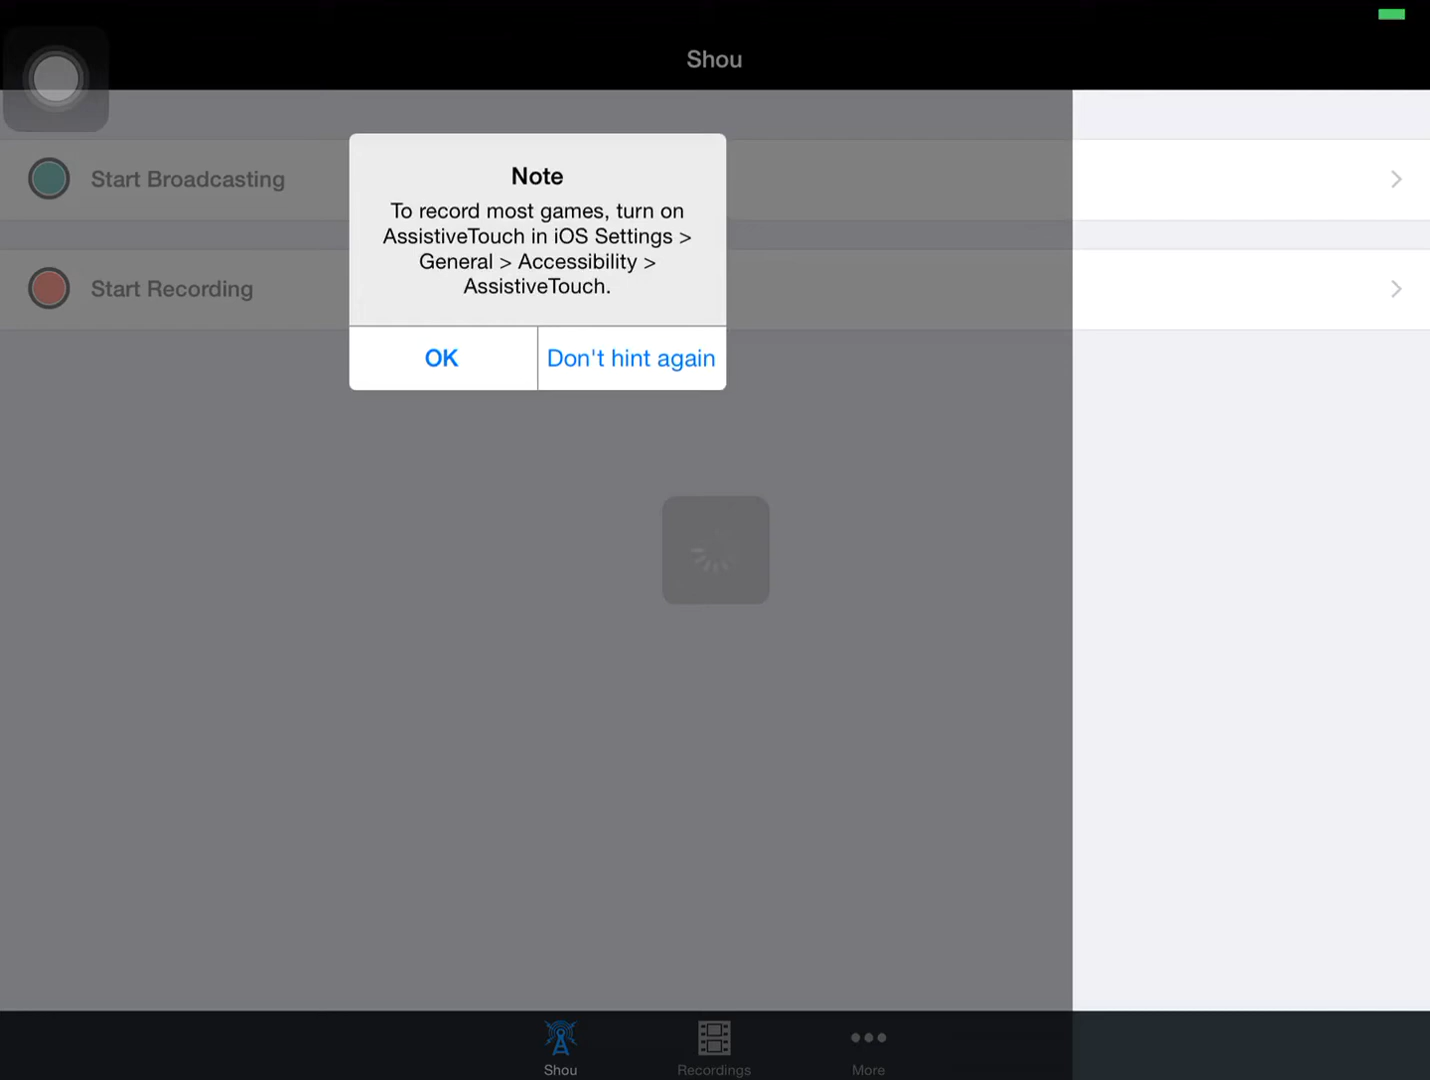 Shou
Start Broadcasting
Start Recording
Note
To record most games, turn on
AssistiveTouch in iOS Settings >
General > Accessibility >
AssistiveTouch.
OK
Don't hint again
Shou
Recordings
More